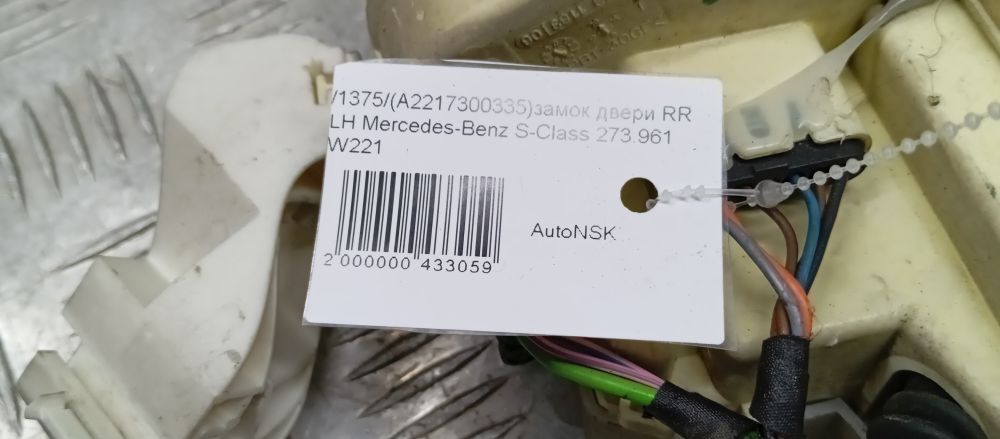 /1375/(A2217300335)замок двери RR
LH Mercedes-Benz S-Class 273.961
W221
AutoNSK
2 000000 433059